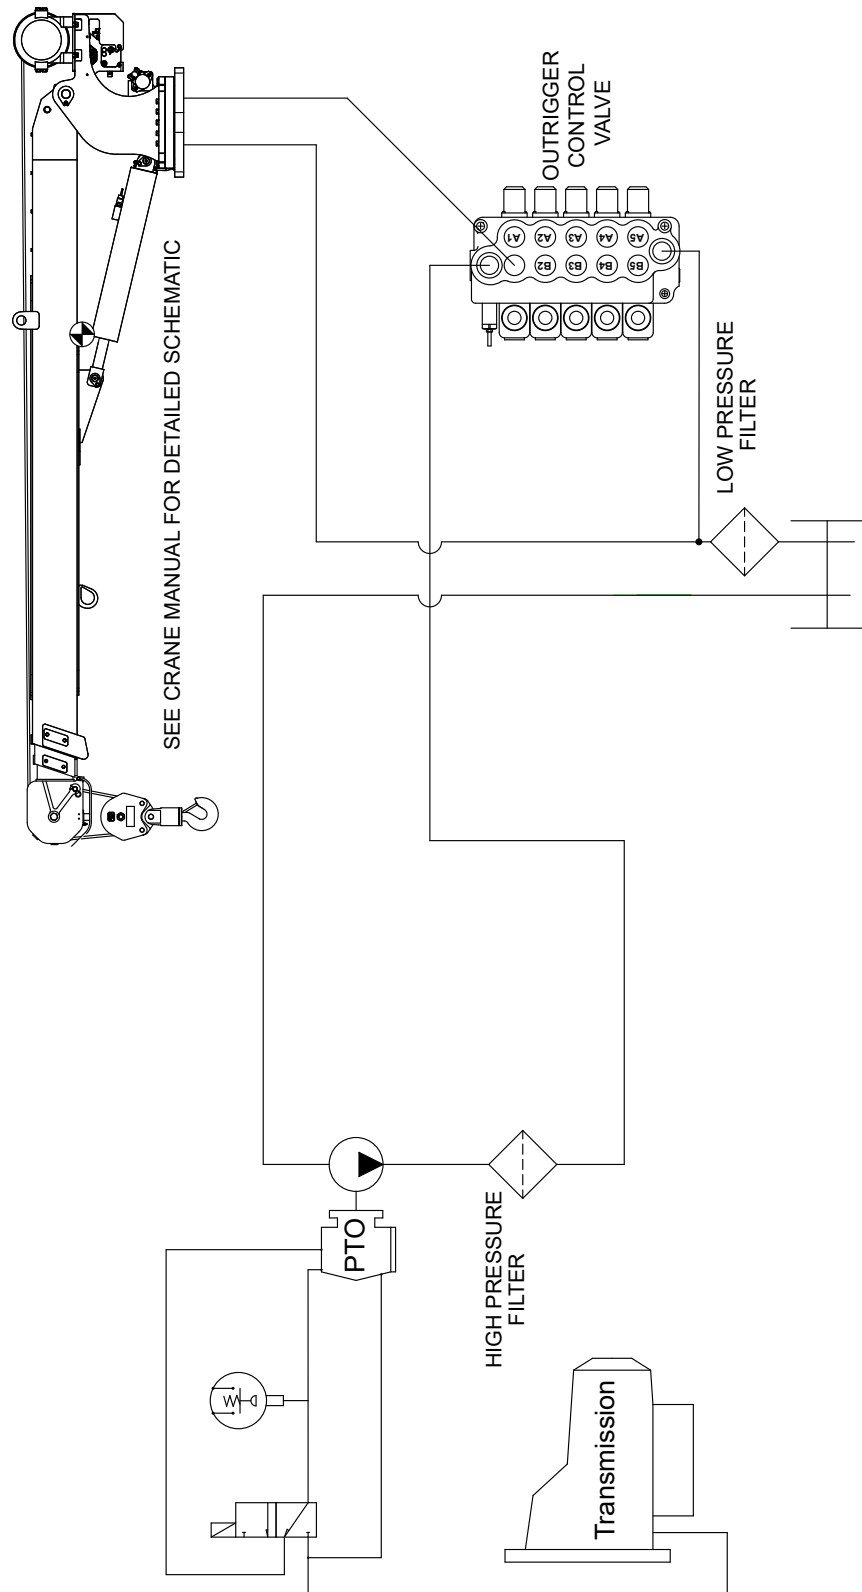 SEE CRANE MANUAL FOR DETAILED SCHEMATIC
OUTRIGGER
CONTROL
VALVE
A1
A2
A3
A4
A5
B2
B3
B4
B5
LOW PRESSURE
FILTER
PTO
HIGH PRESSURE
FILTER
Transmission